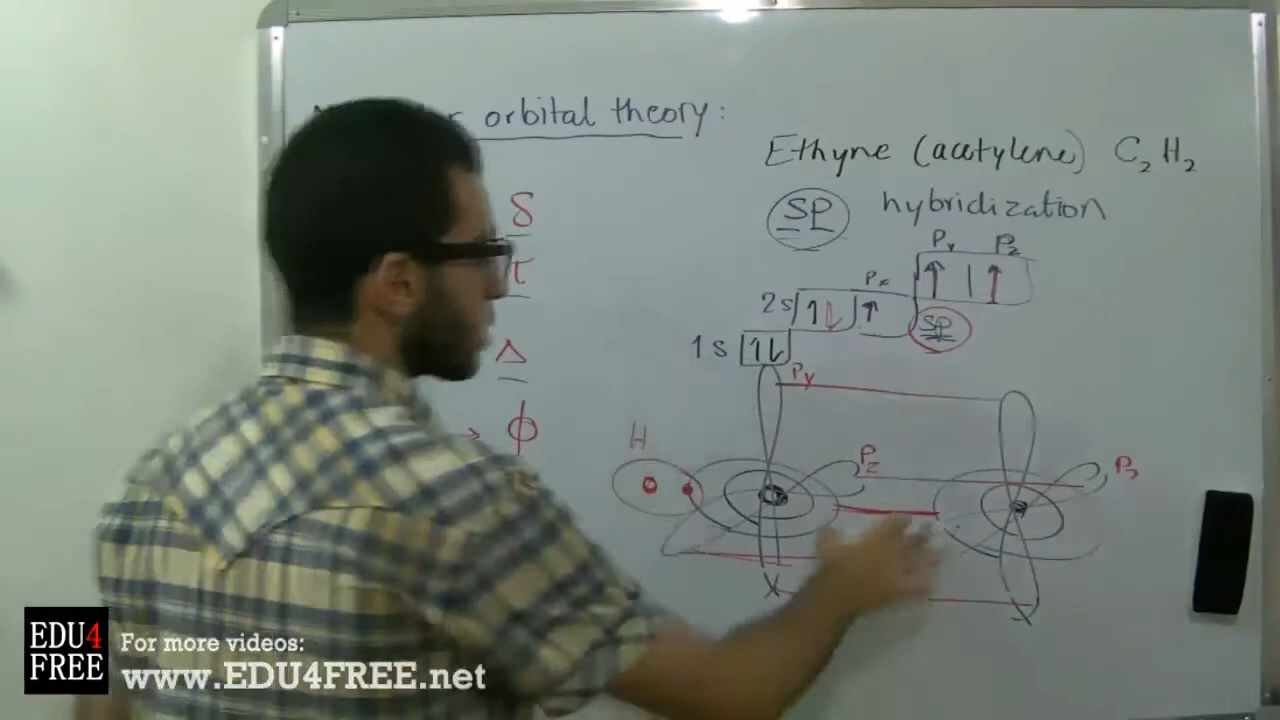 orbital theory:
Ethyne (acetylene) C2H2
SP hybridization
Py Pz
2s Px
SP
1s
δ
Δ
→ ϕ
Py
H
Pz
EDU4FREE
For more videos:
www.EDU4FREE.net